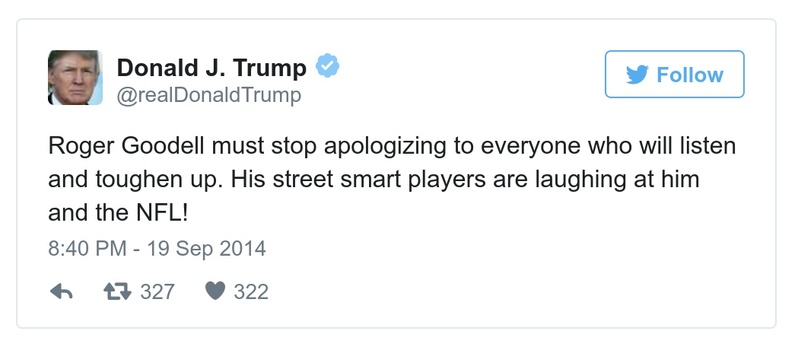 Donald J. Trump
@realDonaldTrump
Follow
Roger Goodell must stop apologizing to everyone who will listen
and toughen up. His street smart players are laughing at him
and the NFL!
8:40 PM - 19 Sep 2014
327 322